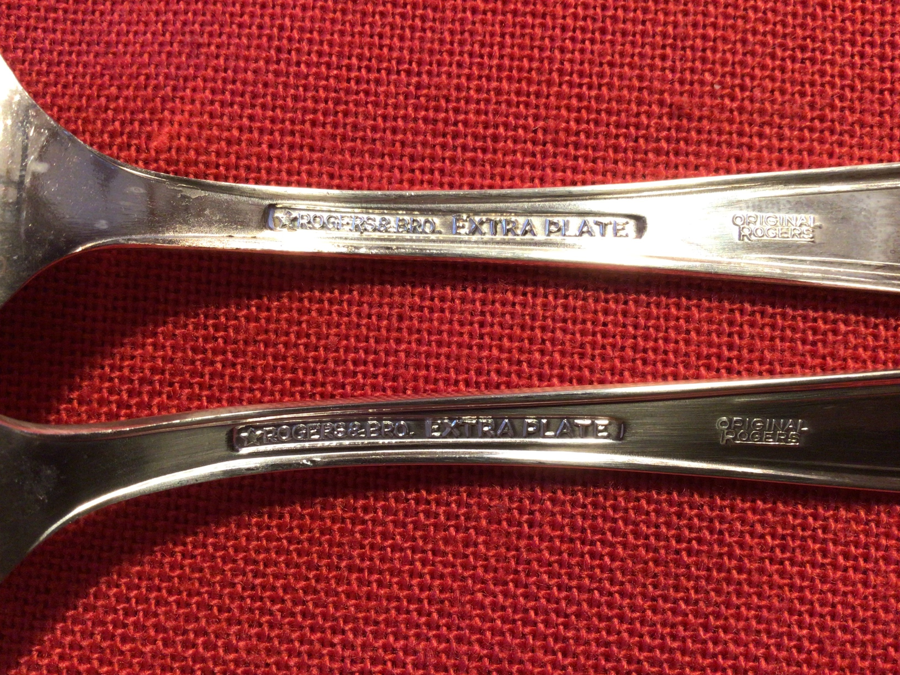 ☆ROGERS&BRO. EXTRA PLATE
ORIGINAL
ROGERS
☆ROGERS&BRO. EXTRA PLATE
ORIGINAL
ROGERS